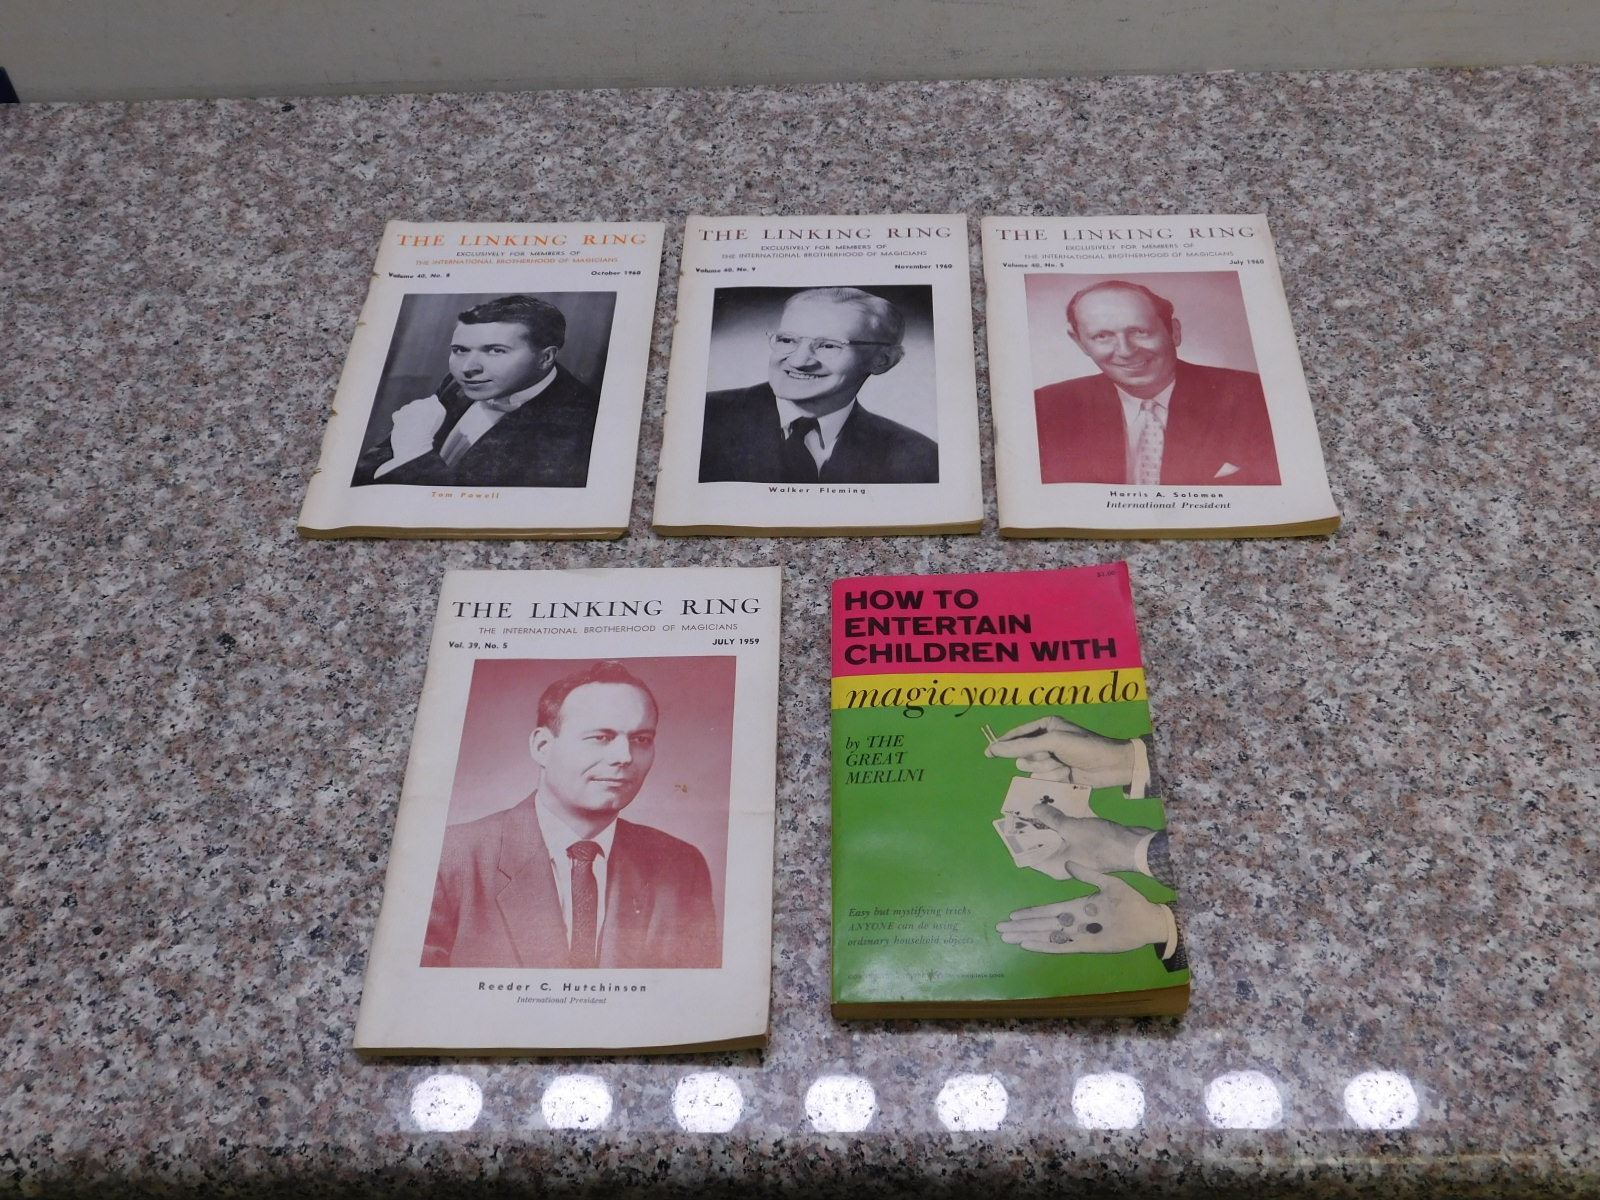 THE LINKING RING
EXCLUSIVELY FOR MEMBERS OF
THE INTERNATIONAL BROTHERHOOD OF MAGICIANS
Volume 40, No. 8 October 1960
Tom Powell
THE LINKING RING
EXCLUSIVELY FOR MEMBERS OF
THE INTERNATIONAL BROTHERHOOD OF MAGICIANS
Volume 40, No. 9 November 1960
Walker Fleming
THE LINKING RING
EXCLUSIVELY FOR MEMBERS OF
THE INTERNATIONAL BROTHERHOOD OF MAGICIANS
Volume 40, No. 5 July 1960
Harris A. Solomon
International President
THE LINKING RING
THE INTERNATIONAL BROTHERHOOD OF MAGICIANS
Vol. 39, No. 5 JULY 1959
Reeder C. Hutchinson
International President
HOW TO
ENTERTAIN
CHILDREN WITH
magic you can do
by THE
GREAT
MERLINI
Easy but mystifying tricks
ANYONE can do using
ordinary household objects